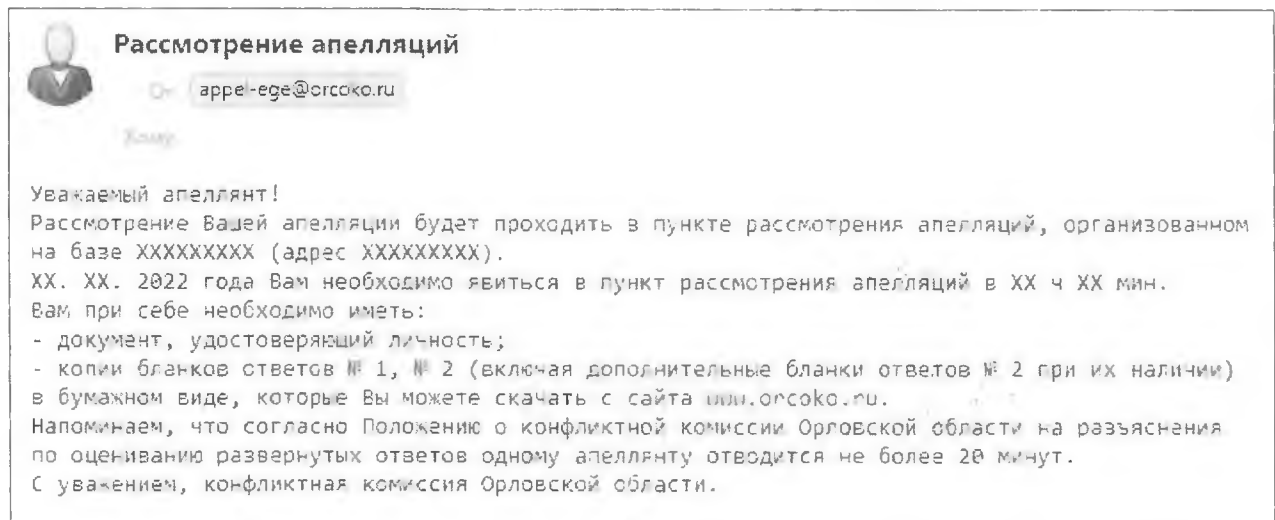 Рассмотрение апелляций
От appel-ege@orcoko.ru
Кому
Уважаемый апеллянт!
Рассмотрение Вашей апелляции будет проходить в пункте рассмотрения апелляций, организованном
на базе XXXXXXXXX (адрес XXXXXXXXX).
XX. XX. 2022 года Вам необходимо явиться в пункт рассмотрения апелляций в XX ч XX мин.
Вам при себе необходимо иметь:
- документ, удостоверяющий личность;
- копии бланков ответов № 1, № 2 (включая дополнительные бланки ответов № 2 при их наличии)
в бумажном виде, которые Вы можете скачать с сайта www.orcoko.ru.
Напоминаем, что согласно Положению о конфликтной комиссии Орловской области на разъяснения
по оцениванию развернутых ответов одному апеллянту отводится не более 20 минут.
С уважением, конфликтная комиссия Орловской области.